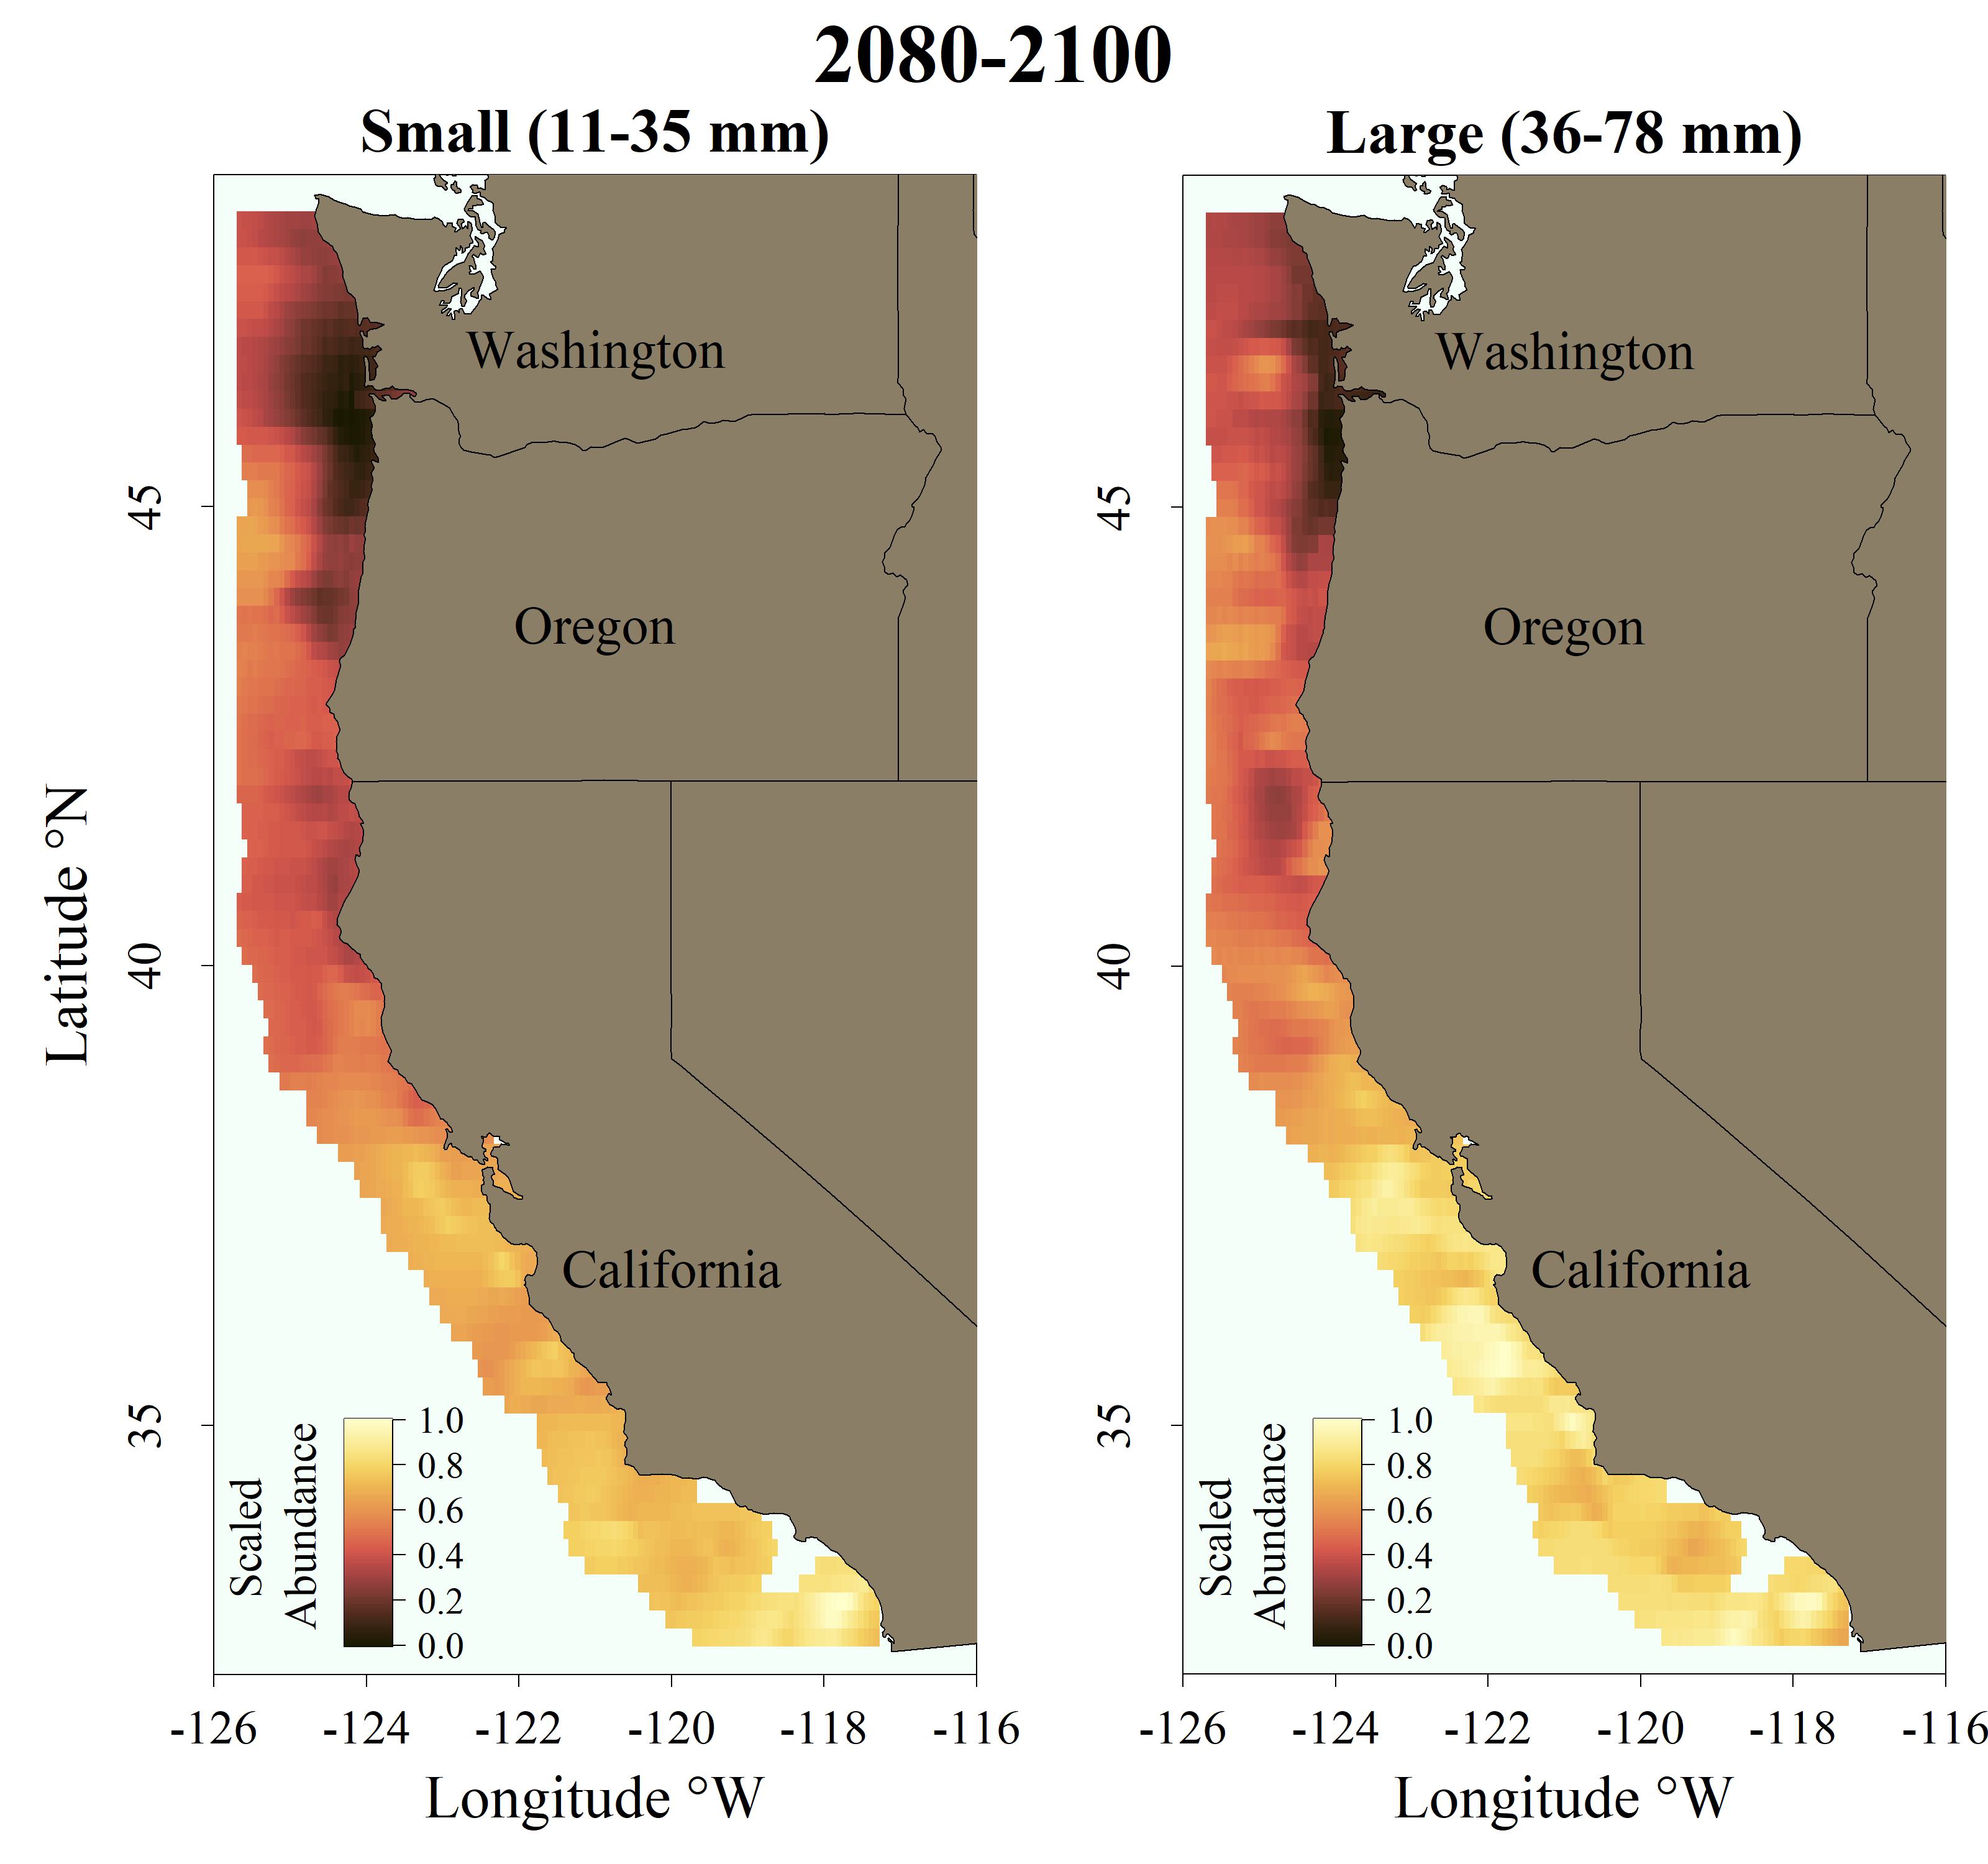 2080-2100
Small (11-35 mm)
Large (36-78 mm)
Washington
Oregon
California
Washington
Oregon
California
Latitude °N
45
40
35
45
40
35
Scaled
Abundance
1.0
0.8
0.6
0.4
0.2
0.0
Scaled
Abundance
1.0
0.8
0.6
0.4
0.2
0.0
-126 -124 -122 -120 -118 -116
-126 -124 -122 -120 -118 -116
Longitude °W
Longitude °W